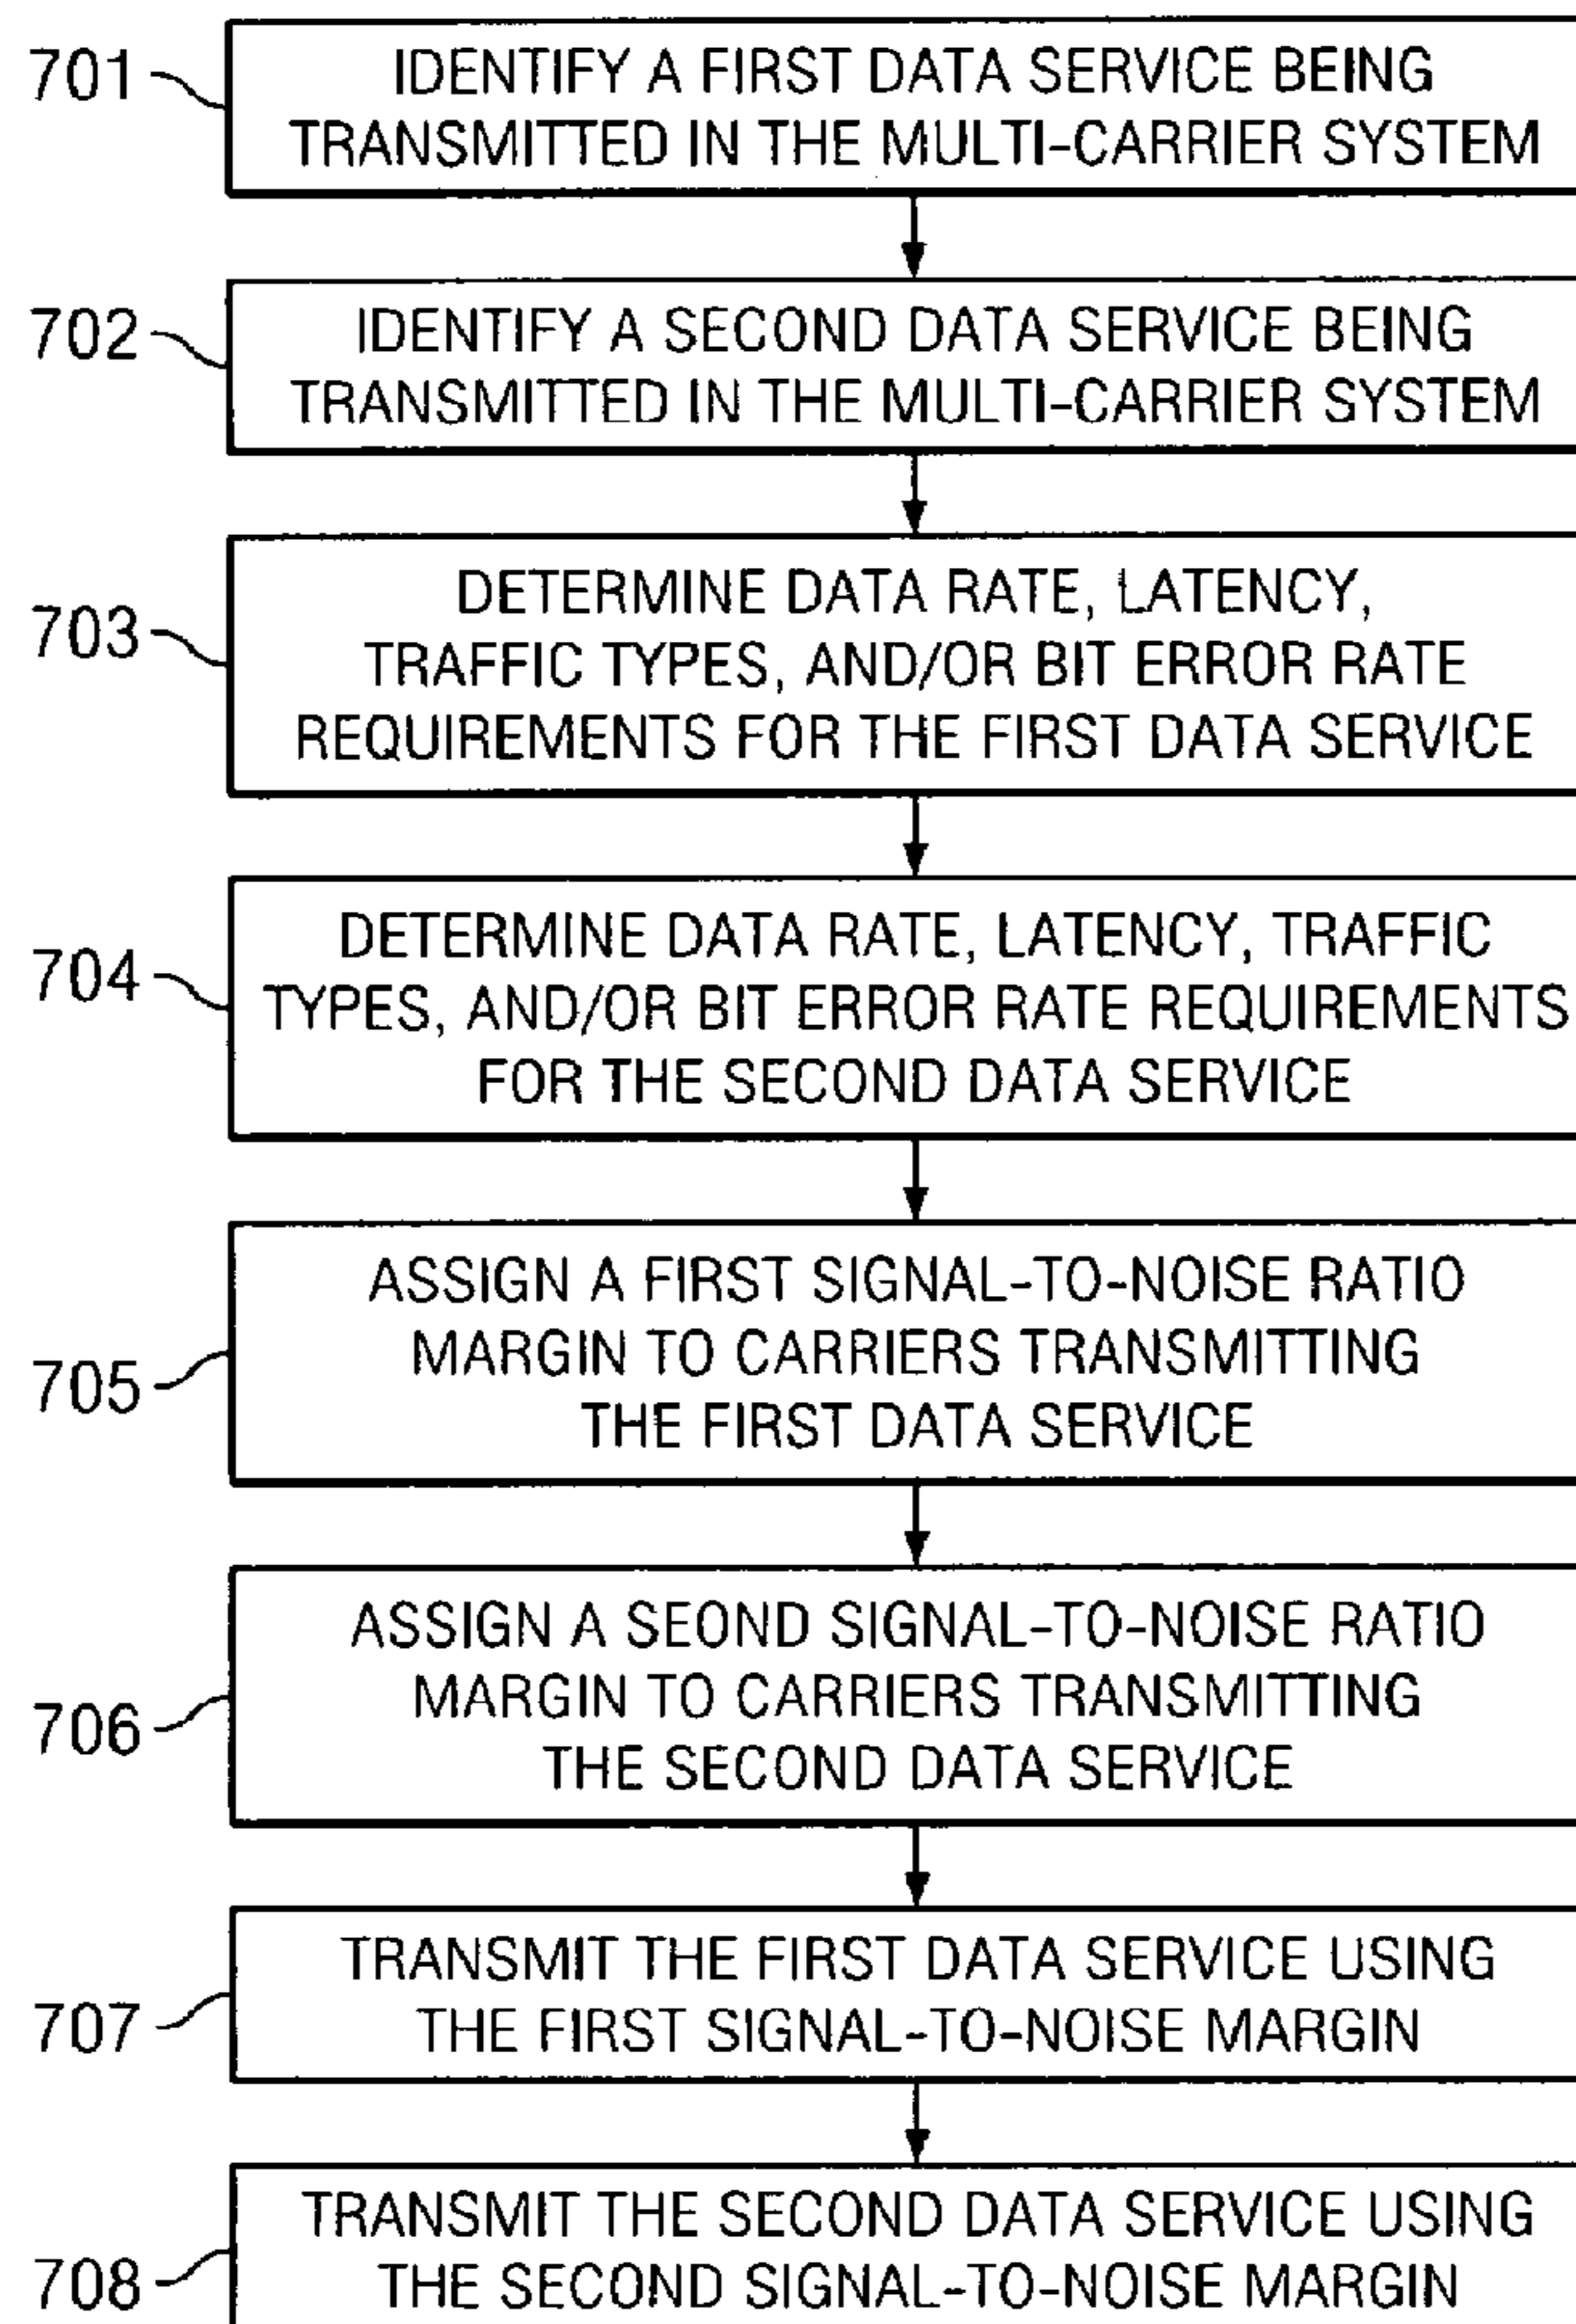 701
IDENTIFY A FIRST DATA SERVICE BEING
TRANSMITTED IN THE MULTI-CARRIER SYSTEM
702
IDENTIFY A SECOND DATA SERVICE BEING
TRANSMITTED IN THE MULTI-CARRIER SYSTEM
703
DETERMINE DATA RATE, LATENCY,
TRAFFIC TYPES, AND/OR BIT ERROR RATE
REQUIREMENTS FOR THE FIRST DATA SERVICE
704
DETERMINE DATA RATE, LATENCY, TRAFFIC
TYPES, AND/OR BIT ERROR RATE REQUIREMENTS
FOR THE SECOND DATA SERVICE
705
ASSIGN A FIRST SIGNAL-TO-NOISE RATIO
MARGIN TO CARRIERS TRANSMITTING
THE FIRST DATA SERVICE
706
ASSIGN A SEOND SIGNAL-TO-NOISE RATIO
MARGIN TO CARRIERS TRANSMITTING
THE SECOND DATA SERVICE
707
TRANSMIT THE FIRST DATA SERVICE USING
THE FIRST SIGNAL-TO-NOISE MARGIN
708
TRANSMIT THE SECOND DATA SERVICE USING
THE SECOND SIGNAL-TO-NOISE MARGIN